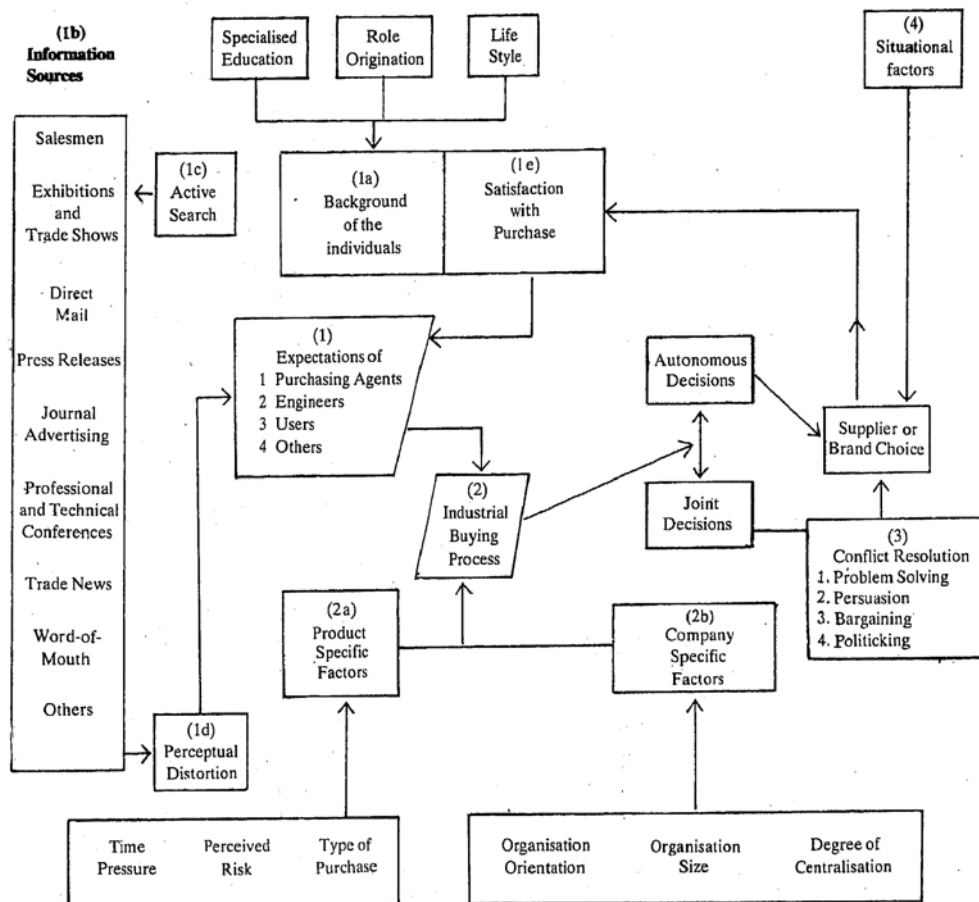 (1b)
Information
Sources
Salesmen
Exhibitions
and
Trade Shows
Direct
Mail
Press Releases
Journal
Advertising
Professional
and Technical
Conferences
Trade News
Word-of-
Mouth
Others
(1c)
Active
Search
(1d)
Perceptual
Distortion
Specialised
Education
Role
Origination
Life
Style
(1a)
Background
of the
individuals
(1e)
Satisfaction
with
Purchase
(1)
Expectations of
1 Purchasing Agents
2 Engineers
3 Users
4 Others
(2)
Industrial
Buying
Process
(2a)
Product
Specific
Factors
(2b)
Company
Specific
Factors
Autonomous
Decisions
Joint
Decisions
(4)
Situational
factors
Supplier or
Brand Choice
(3)
Conflict Resolution
1. Problem Solving
2. Persuasion
3. Bargaining
4. Politicking
Time
Pressure
Perceived
Risk
Type of
Purchase
Organisation
Orientation
Organisation
Size
Degree of
Centralisation